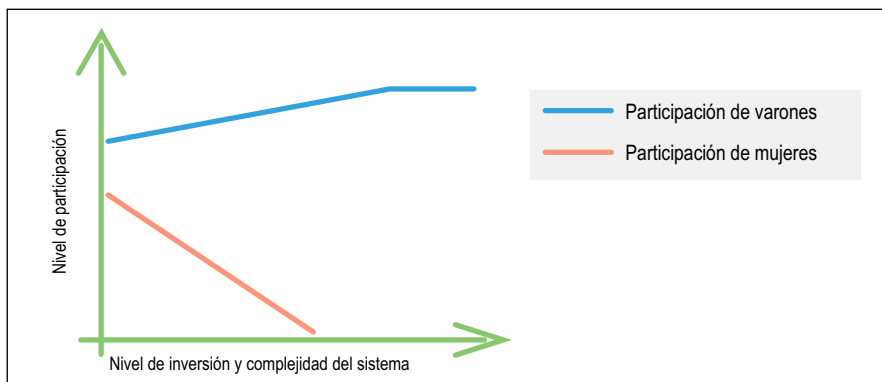 Participación de varones
Participación de mujeres
Nivel de participación
Nivel de inversión y complejidad del sistema